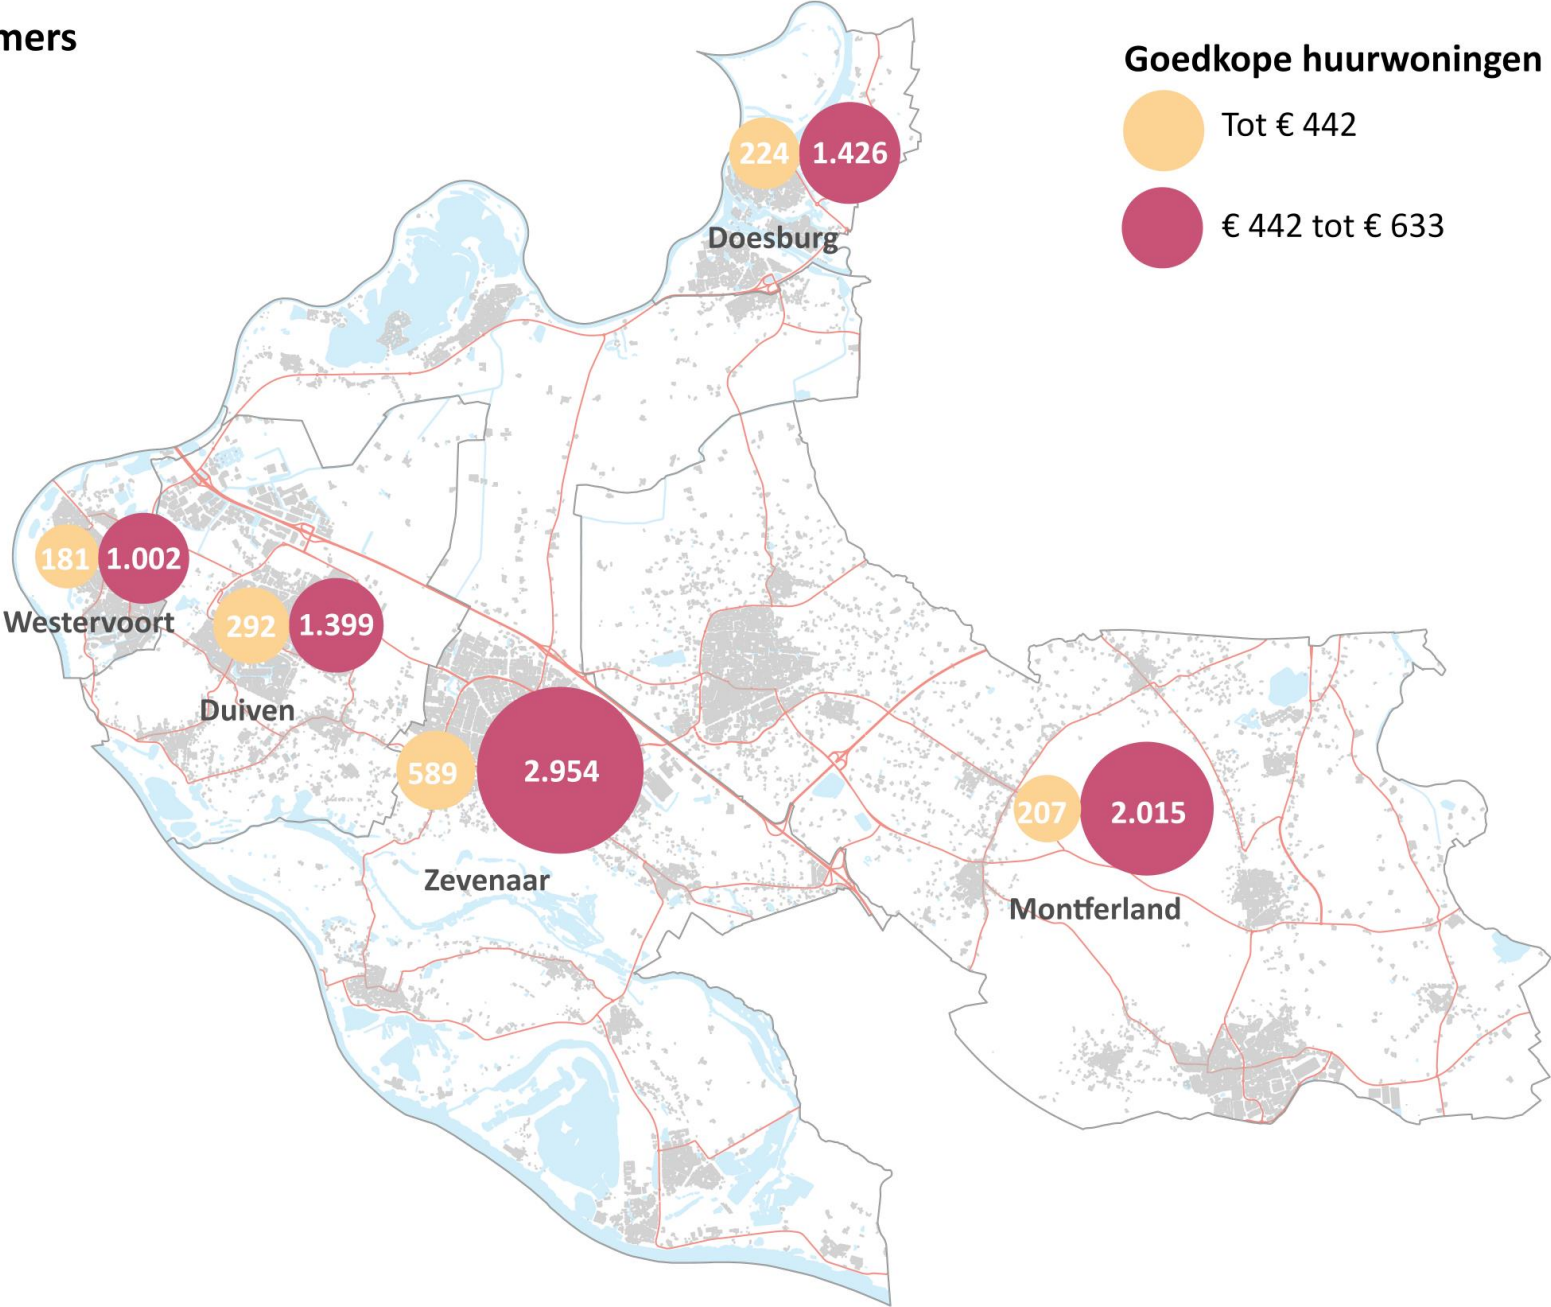 mers
Goedkope huurwoningen
Tot € 442
€ 442 tot € 633
224
1.426
Doesburg
181
1.002
Westervoort
292
1.399
Duiven
589
2.954
Zevenaar
207
2.015
Montferland